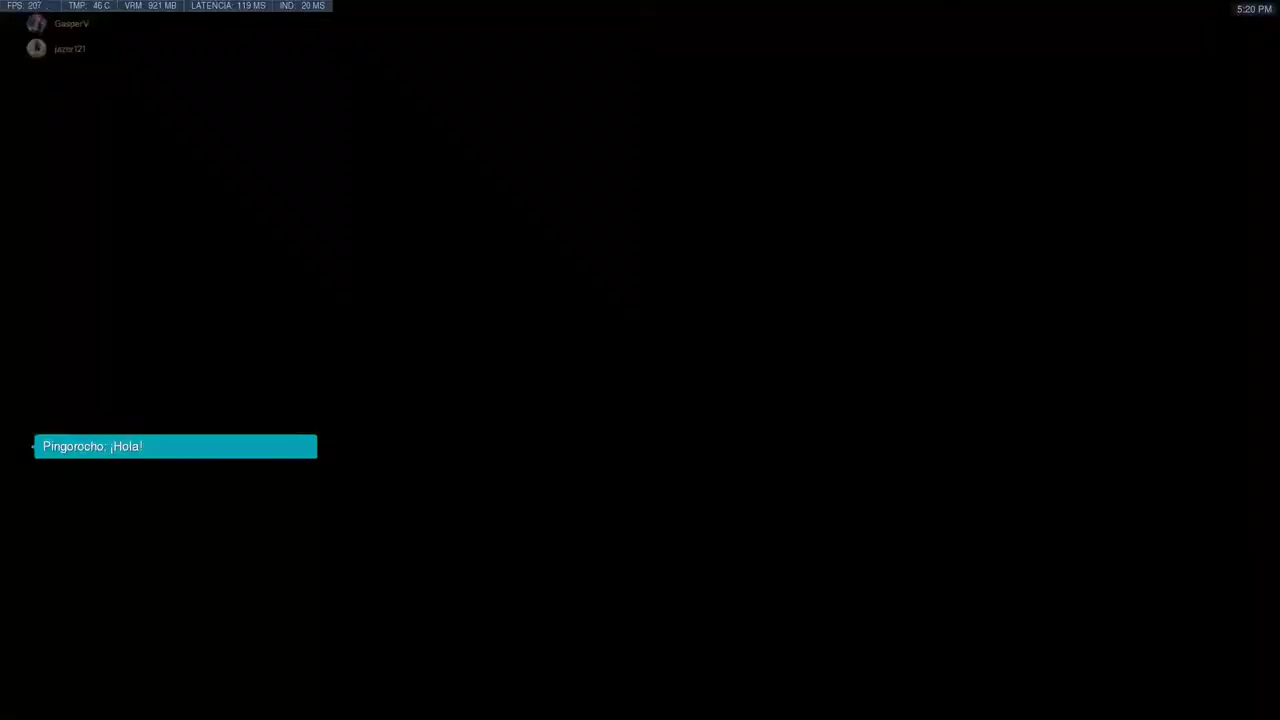 FPS: 207 TMP: 46 C VRM: 921 MB LATENCIA: 119 MS IND: 20 MS
5:20 PM
GasperV
jazer121
Pingorocho: ¡Hola!